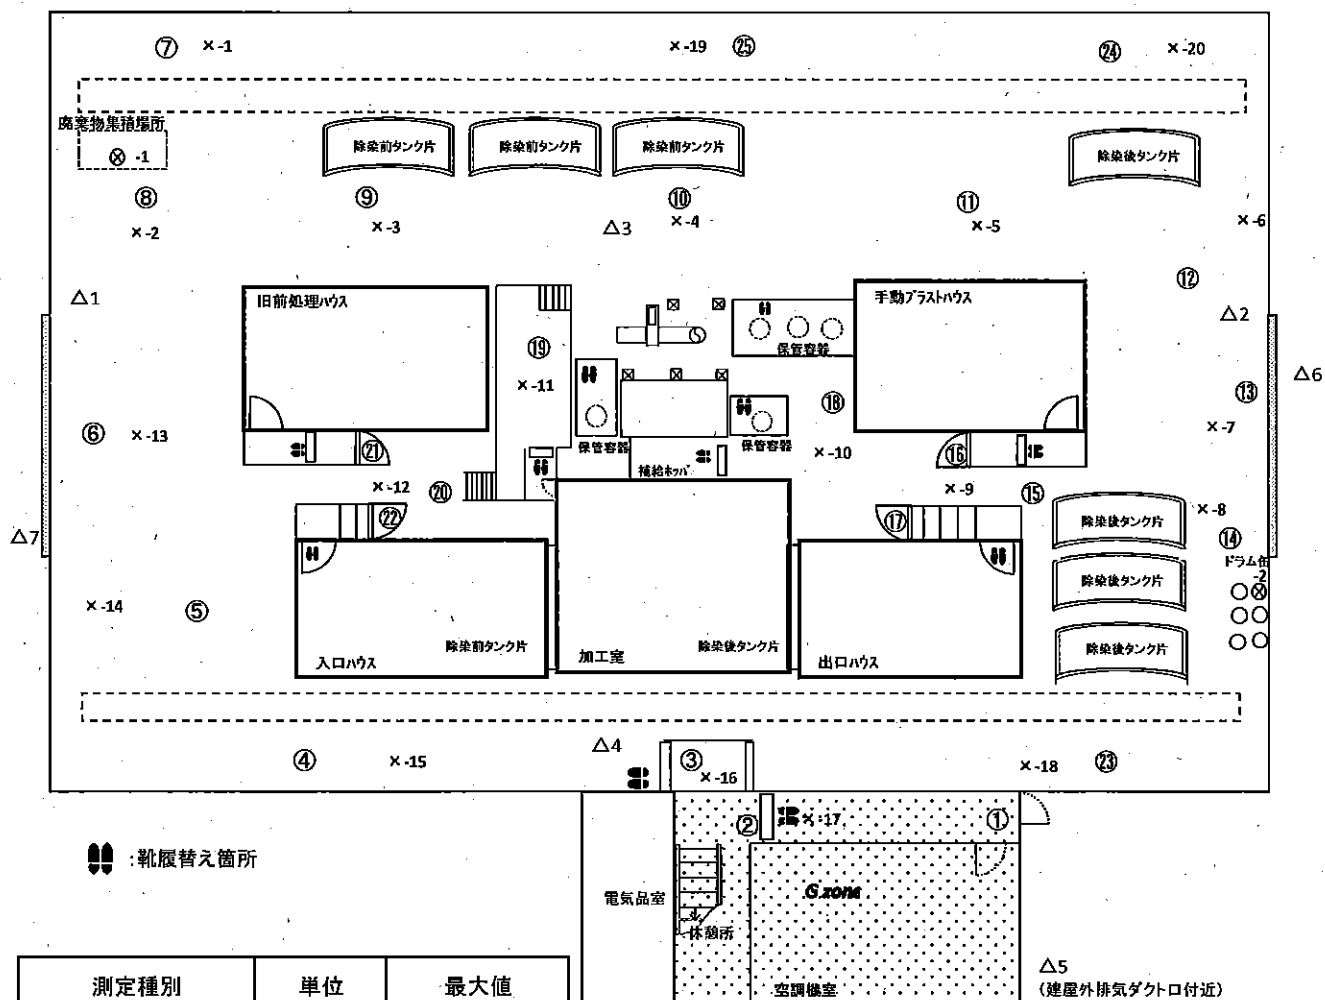 ⑦ ×-1 ×-19 ㉕ ㉔ ×-20
廃棄物集積場所
⊗ -1
除染前タンク片 除染前タンク片 除染前タンク片 除染後タンク片
⑧ ⑨ ⑩ ⑪
×-2 ×-3 △3 ×-4 ×-5 ×-6
⑫
△1 旧前処理ハウス 手動ブラストハウス △2
保管容器
⑲ △6
×-11 ⑱ ⑬
⑥ ×-13 ×-7
保管容器 保管容器 ×-10
㉑ 補給ホッパ ⑯
×-12 ⑳ ×-9 ⑮
㉒ ⑰ 除染後タンク片 ×-8
△7 ⑭
ドラム缶
除染後タンク片 -2
×-14 ⑤
除染前タンク片 除染後タンク片 除染後タンク片
入口ハウス 加工室 出口ハウス
④ ×-15 △4 ③ ×-16 ×-18 ㉓
② ×-17 ①
:靴履替え箇所
電気品室 G zone
休憩所
測定種別 単位 最大値
空調機室
△5
(建屋外排気ダクト口付近)